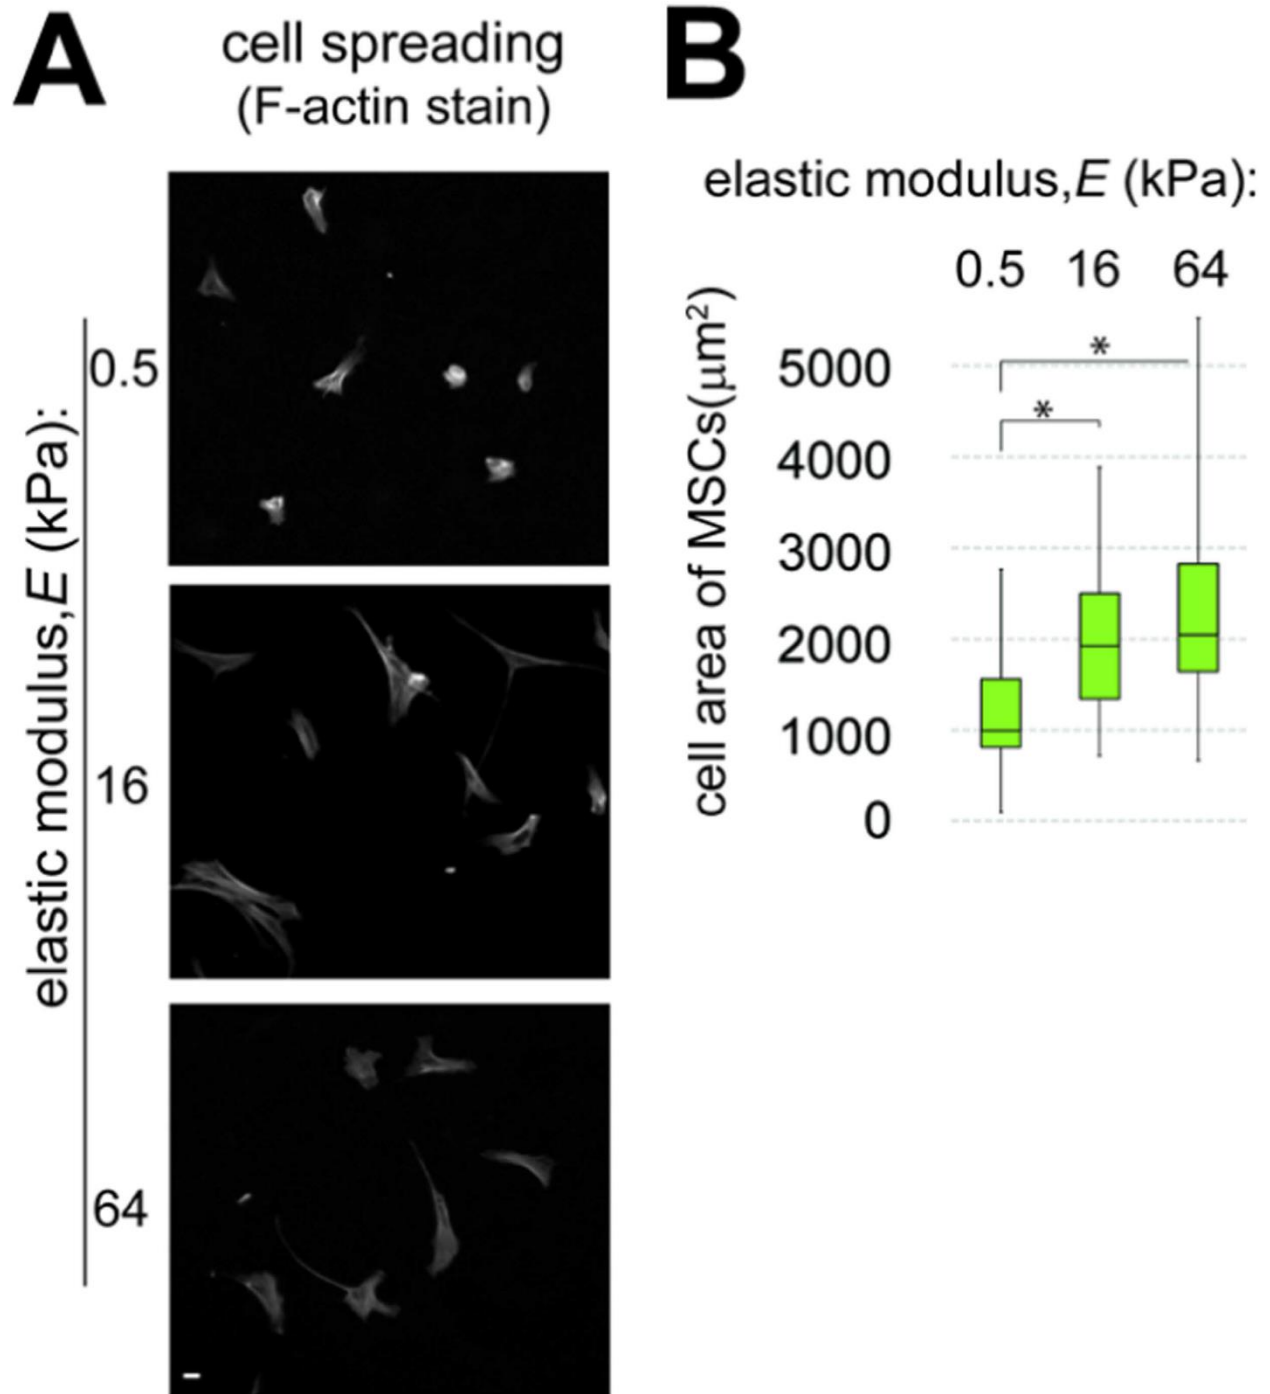 A
cell spreading
(F-actin stain)
elastic modulus,E (kPa):
0.5
16
64
B
elastic modulus,E (kPa):
0.5 16 64
cell area of MSCs(μm²)
5000
4000
3000
2000
1000
0
*
*